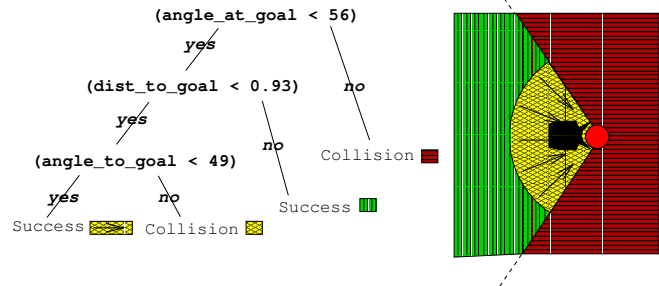 (angle_at_goal < 56)
yes
(dist_to_goal < 0.93)
no
yes
no
Collision
(angle_to_goal < 49)
yes
no
Success
Success
Collision